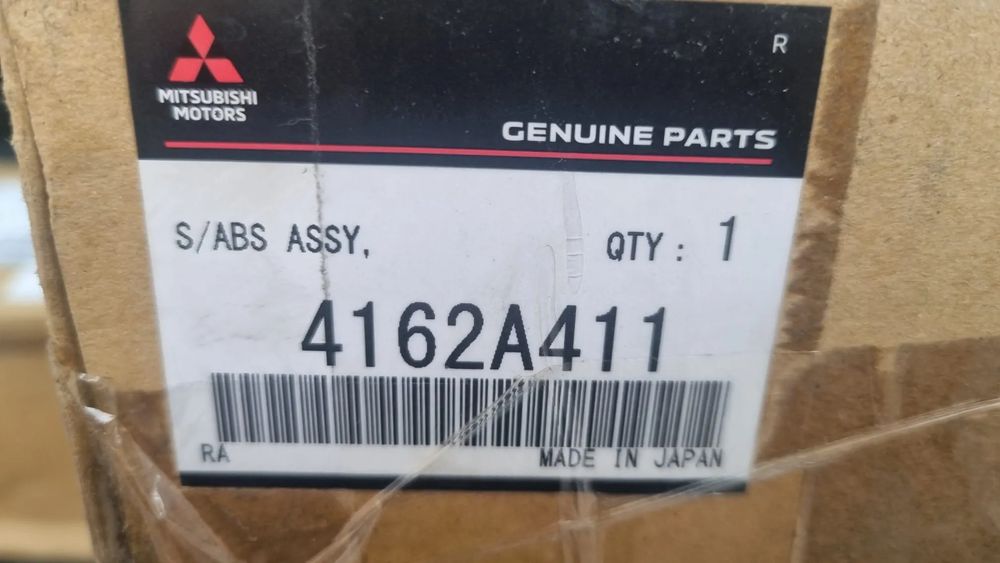 R
MITSUBISHI
MOTORS
GENUINE PARTS
S/ABS ASSY, QTY : 1
4162A411
RA MADE IN JAPAN